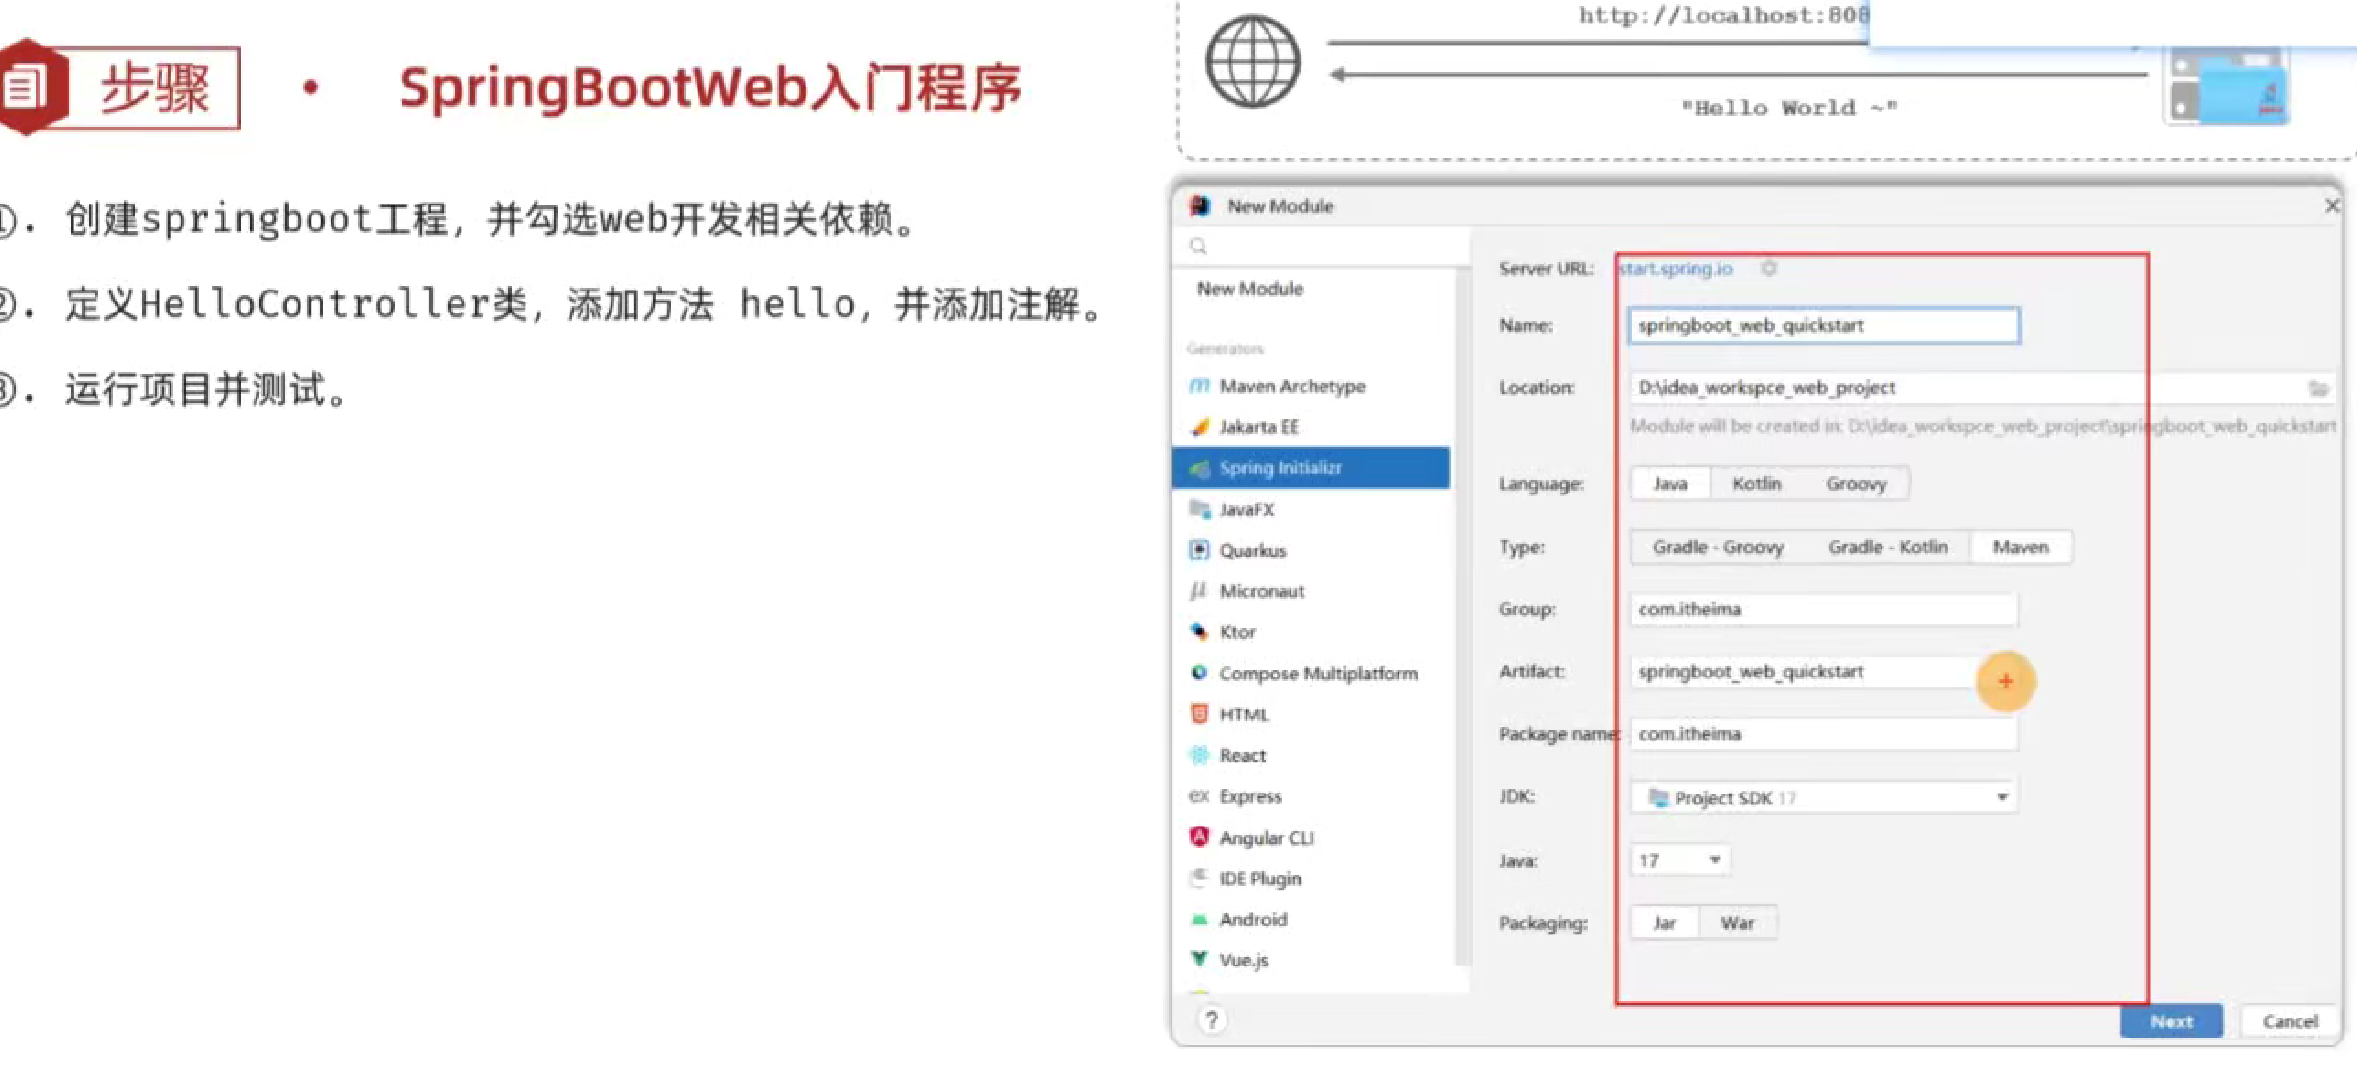 步骤 • SpringBootWeb入门程序
①. 创建springboot工程，并勾选web开发相关依赖。
②. 定义HelloController类，添加方法 hello，并添加注解。
③. 运行项目并测试。
http://localhost:808
"Hello World ~"
New Module
New Module
Generators
Maven Archetype
Jakarta EE
Spring Initializr
JavaFX
Quarkus
Micronaut
Ktor
Compose Multiplatform
HTML
React
ex Express
Angular CLI
IDE Plugin
Android
Vue.js
?
Server URL: start.spring.io
Name: springboot_web_quickstart
Location: D:\idea_workspce_web_project
Module will be created in: D:\idea_workspce_web_project\springboot_web_quickstart
Language: Java Kotlin Groovy
Type: Gradle - Groovy Gradle - Kotlin Maven
Group: com.itheima
Artifact: springboot_web_quickstart
Package name: com.itheima
JDK: Project SDK 17
Java: 17
Packaging: Jar War
Next Cancel